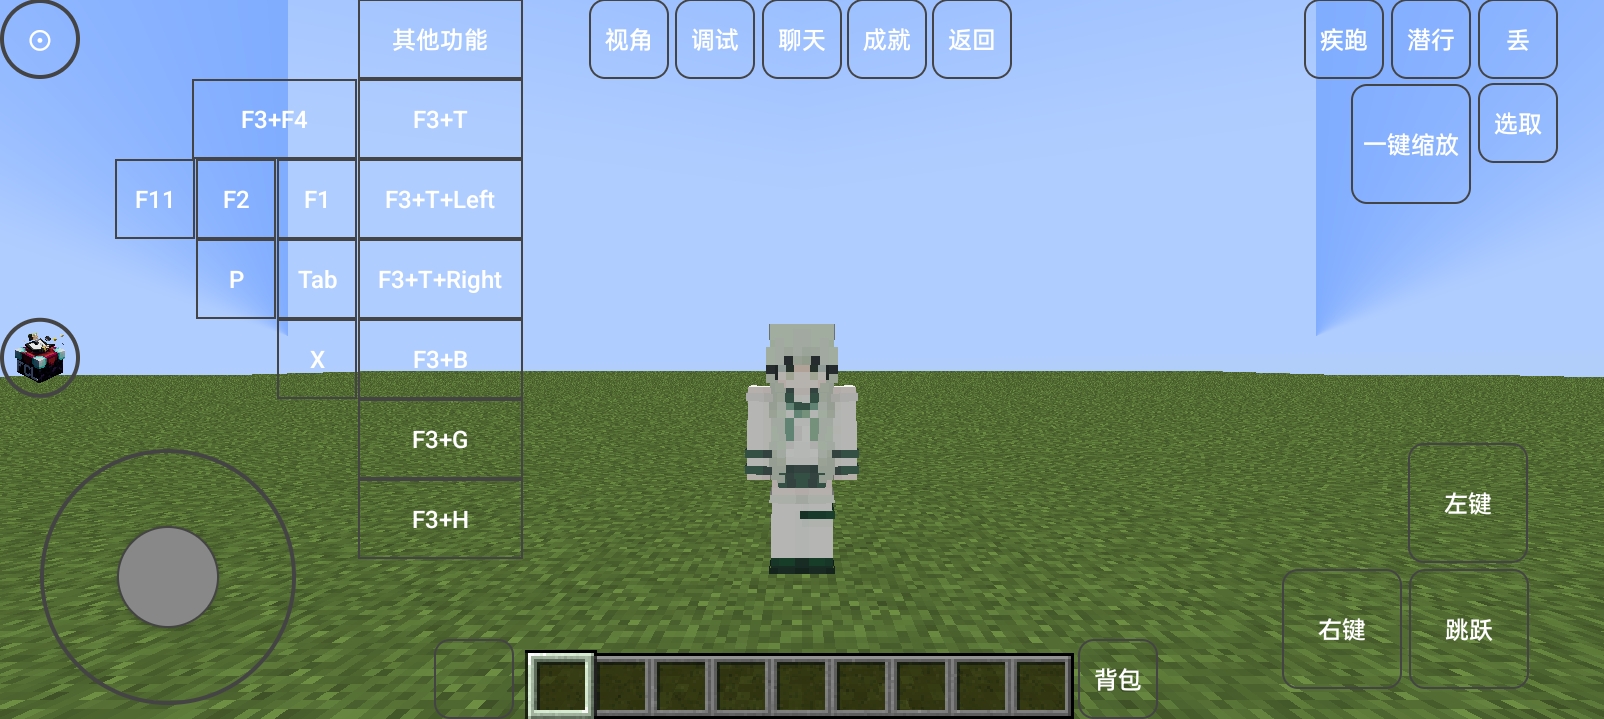 其他功能
视角
调试
聊天
成就
返回
疾跑
潜行
丢
F3+F4
F3+T
一键缩放
选取
F11
F2
F1
F3+T+Left
P
Tab
F3+T+Right
X
F3+B
F3+G
F3+H
左键
右键
跳跃
背包